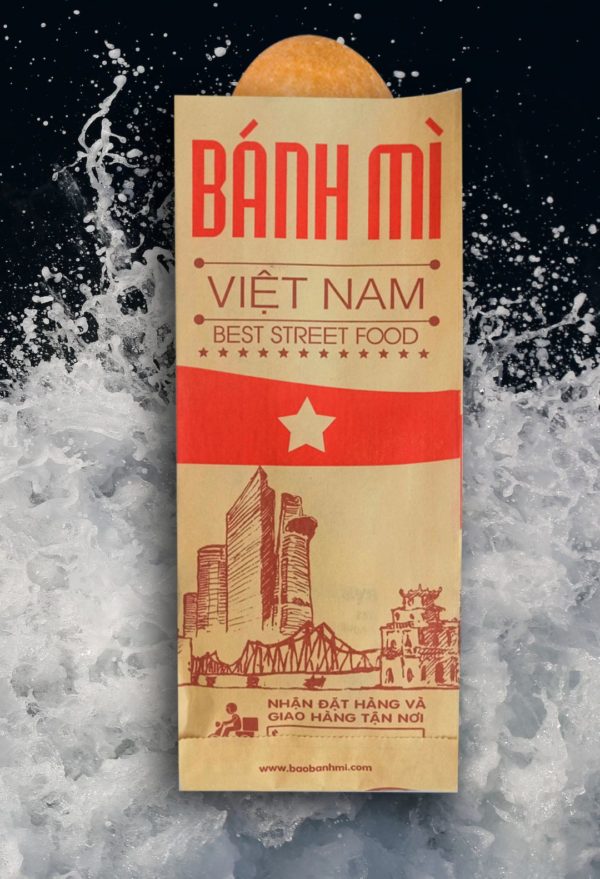 BÁNH MÌ
VIỆT NAM
BEST STREET FOOD
NHẬN ĐẶT HÀNG VÀ
GIAO HÀNG TẬN NƠI
www.baobanhmi.com